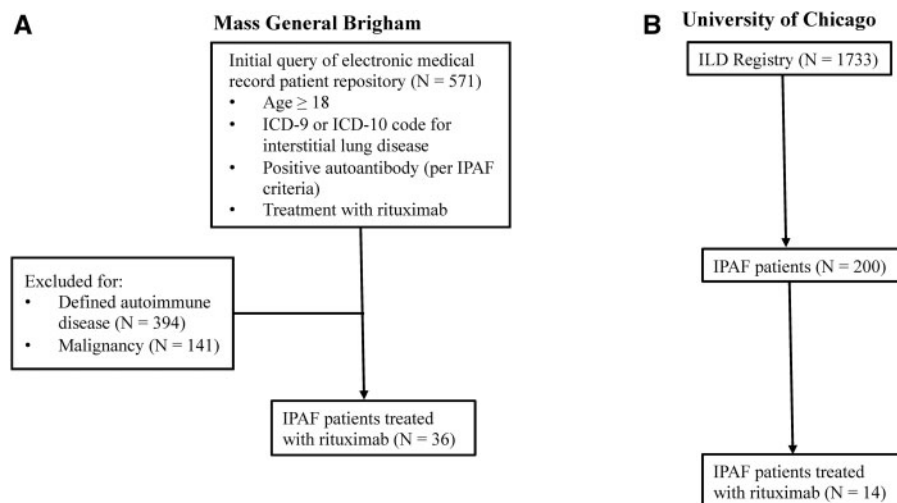 A
Mass General Brigham
Initial query of electronic medical
record patient repository (N = 571)
• Age ≥ 18
• ICD-9 or ICD-10 code for
interstitial lung disease
• Positive autoantibody (per IPAF
criteria)
• Treatment with rituximab
Excluded for:
• Defined autoimmune
disease (N = 394)
• Malignancy (N = 141)
IPAF patients treated
with rituximab (N = 36)
B
University of Chicago
ILD Registry (N = 1733)
IPAF patients (N = 200)
IPAF patients treated
with rituximab (N = 14)